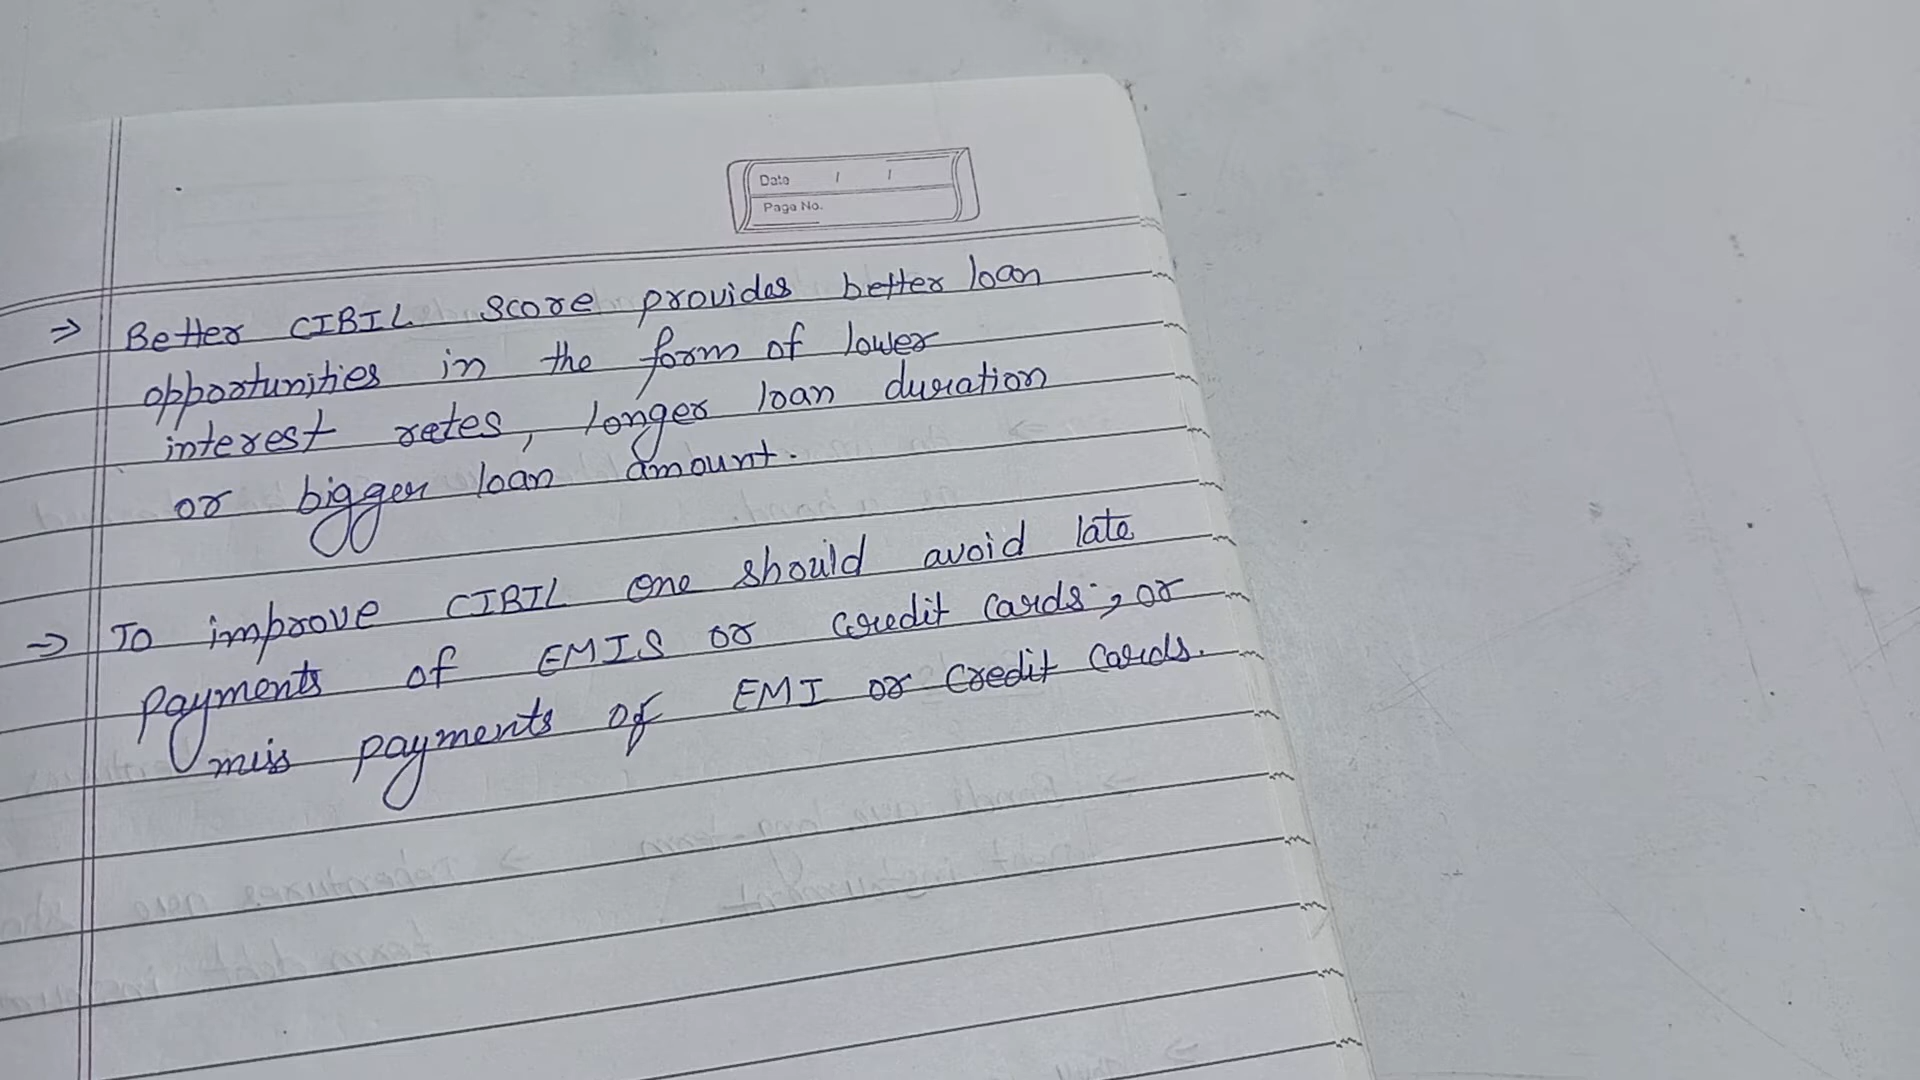 Date / /
Page No.
⇒ Better CIBIL Score provides better loan
opportunities in the form of lower
interest retes, longer loan duration
or bigger loan amount.
⇒ To improve CIBIL one should avoid late
payments of EMIS or credit cards, or
miss payments of EMI or credit cards.